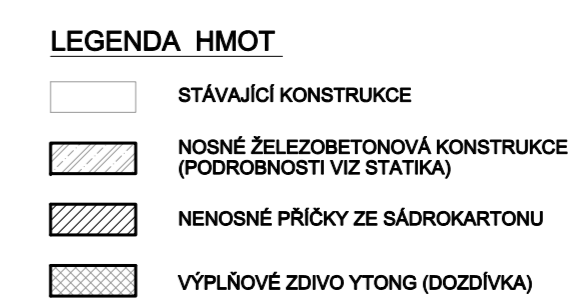 LEGENDA HMOT
STÁVAJÍCÍ KONSTRUKCE
NOSNÉ ŽELEZOBETONOVÁ KONSTRUKCE
(PODROBNOSTI VIZ STATIKA)
NENOSNÉ PŘÍČKY ZE SÁDROKARTONU
VÝPLŇOVÉ ZDIVO YTONG (DOZDÍVKA)